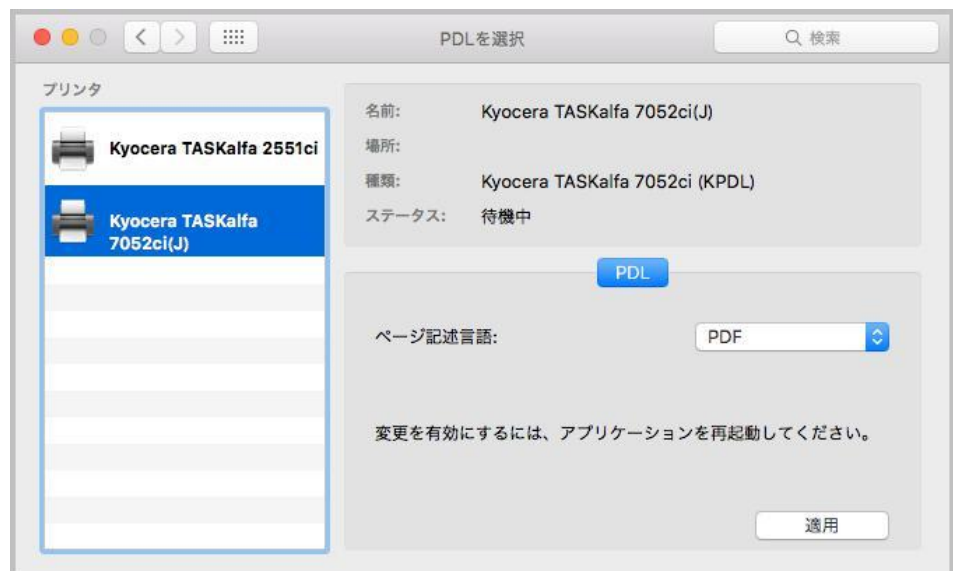 PDLを選択
検索
プリンタ
Kyocera TASKalfa 2551ci
Kyocera TASKalfa
7052ci(J)
名前: Kyocera TASKalfa 7052ci(J)
場所:
種類: Kyocera TASKalfa 7052ci (KPDL)
ステータス: 待機中
PDL
ページ記述言語: PDF
変更を有効にするには、アプリケーションを再起動してください。
適用